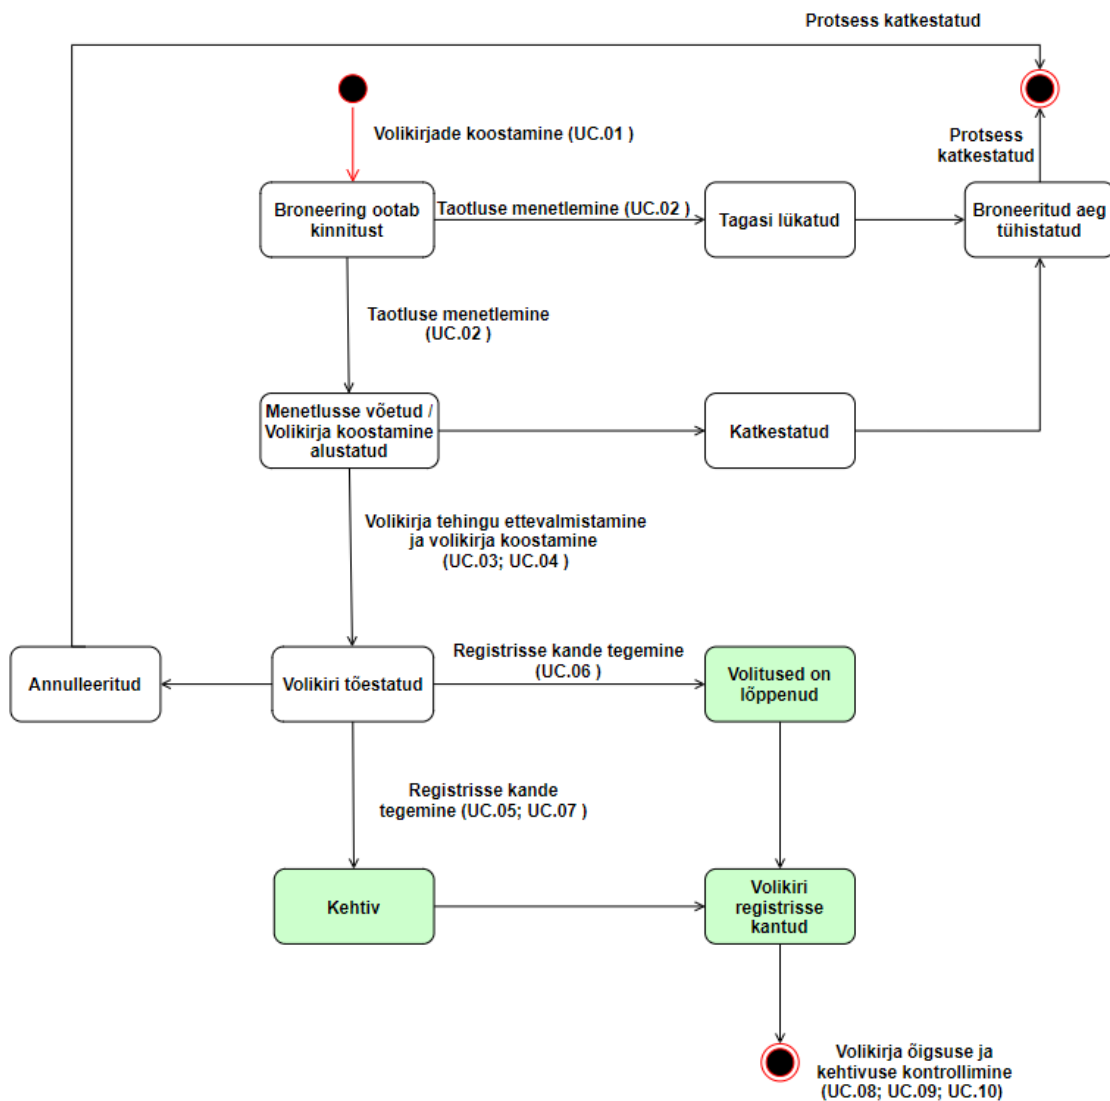 Protsess katkestatud
Volikirjade koostamine (UC.01 )
Protsess
katkestatud
Broneering ootab
kinnitust
Taotluse menetlemine (UC.02 )
Tagasi lükatud
Broneeritud aeg
tühistatud
Taotluse menetlemine
(UC.02 )
Menetlusse võetud /
Volikirja koostamine
alustatud
Katkestatud
Volikirja tehingu ettevalmistamine
ja volikirja koostamine
(UC.03; UC.04 )
Annulleeritud
Volikiri tõestatud
Registrisse kande tegemine
(UC.06 )
Volitused on
lõppenud
Registrisse kande
tegemine (UC.05; UC.07 )
Kehtiv
Volikiri
registrisse
kantud
Volikirja õigsuse ja
kehtivuse kontrollimine
(UC.08; UC.09; UC.10)